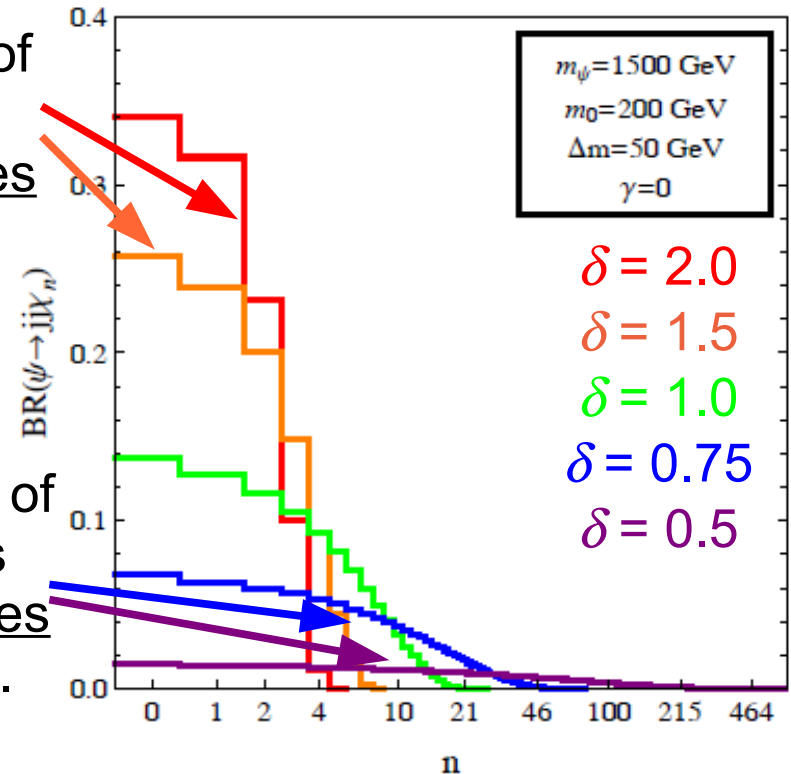 of
es
of
s
es
.
0.4
0.3
0.2
0.1
0.0
BR(ψ→jjχₙ)
m_ψ=1500 GeV
m₀=200 GeV
Δm=50 GeV
γ=0
δ = 2.0
δ = 1.5
δ = 1.0
δ = 0.75
δ = 0.5
0 1 2 4 10 21 46 100 215 464
n